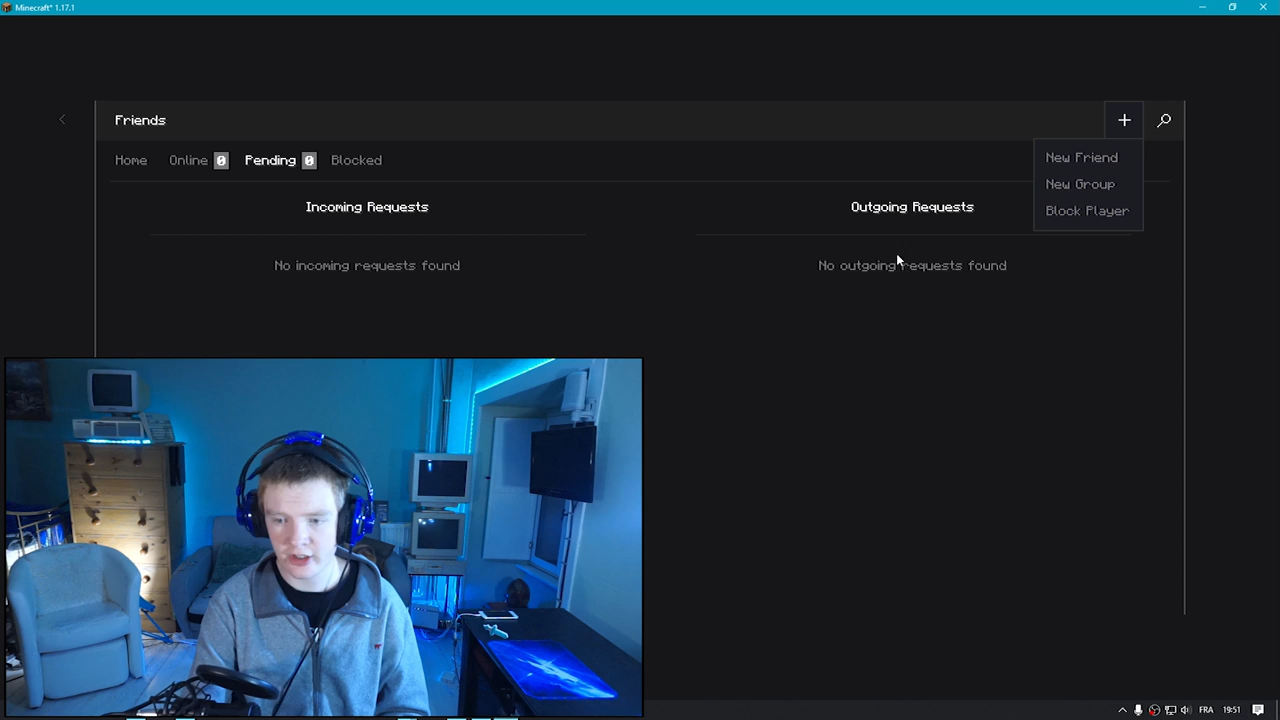 Minecraft* 1.17.1
Friends
Home Online 0 Pending 0 Blocked
New Friend
New Group
Block Player
Incoming Requests
Outgoing Requests
No incoming requests found
No outgoing requests found
FRA 19:51